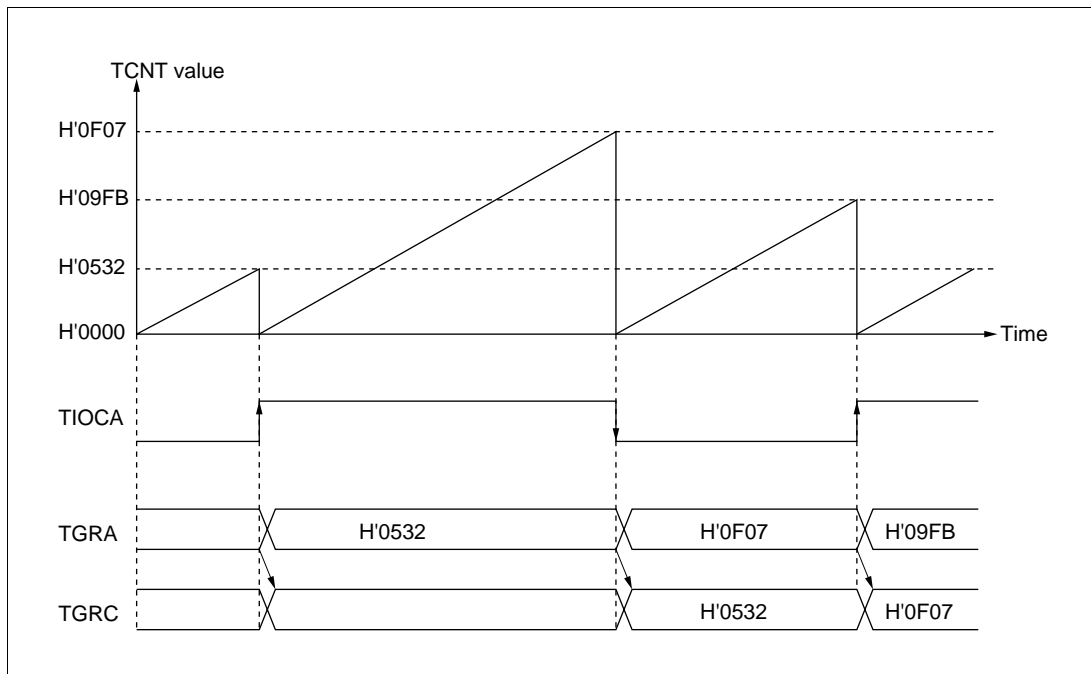 TCNT value
H'0F07
H'09FB
H'0532
H'0000
Time
TIOCA
TGRA
H'0532
H'0F07
H'09FB
TGRC
H'0532
H'0F07